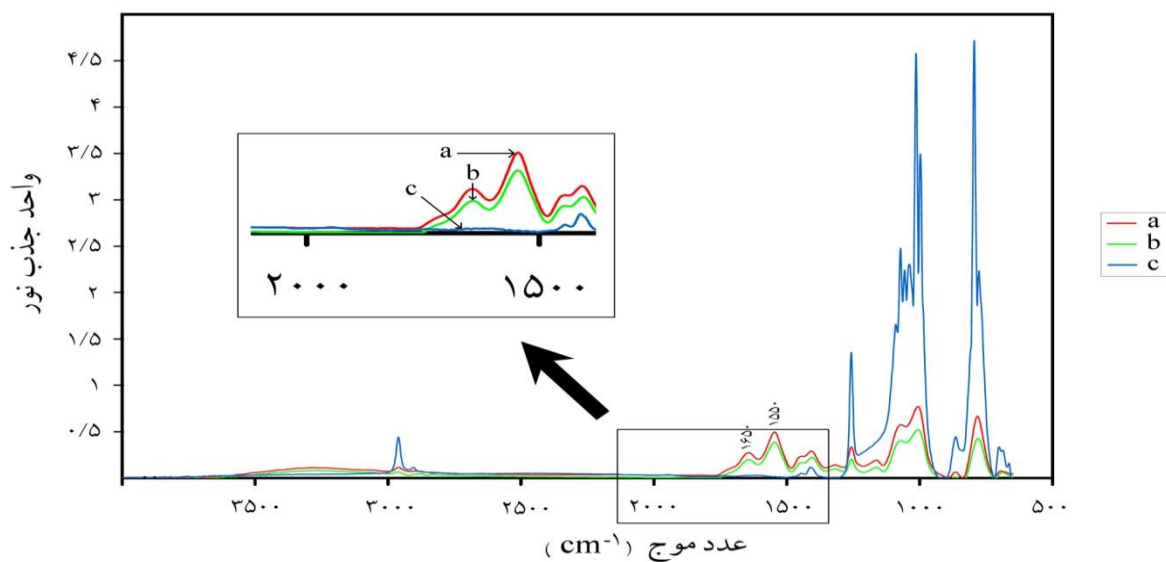 واحد جذب نور
۴/۵
۴
۳/۵
۳
۲/۵
۲
۱/۵
۱
۰/۵
a
b
c
۲۰۰۰
۱۵۰۰
۱۶۵۰
۱۵۵۰
a
b
c
۳۵۰۰
۳۰۰۰
۲۵۰۰
۲۰۰۰
۱۵۰۰
۱۰۰۰
۵۰۰
عدد موج (cm⁻¹)